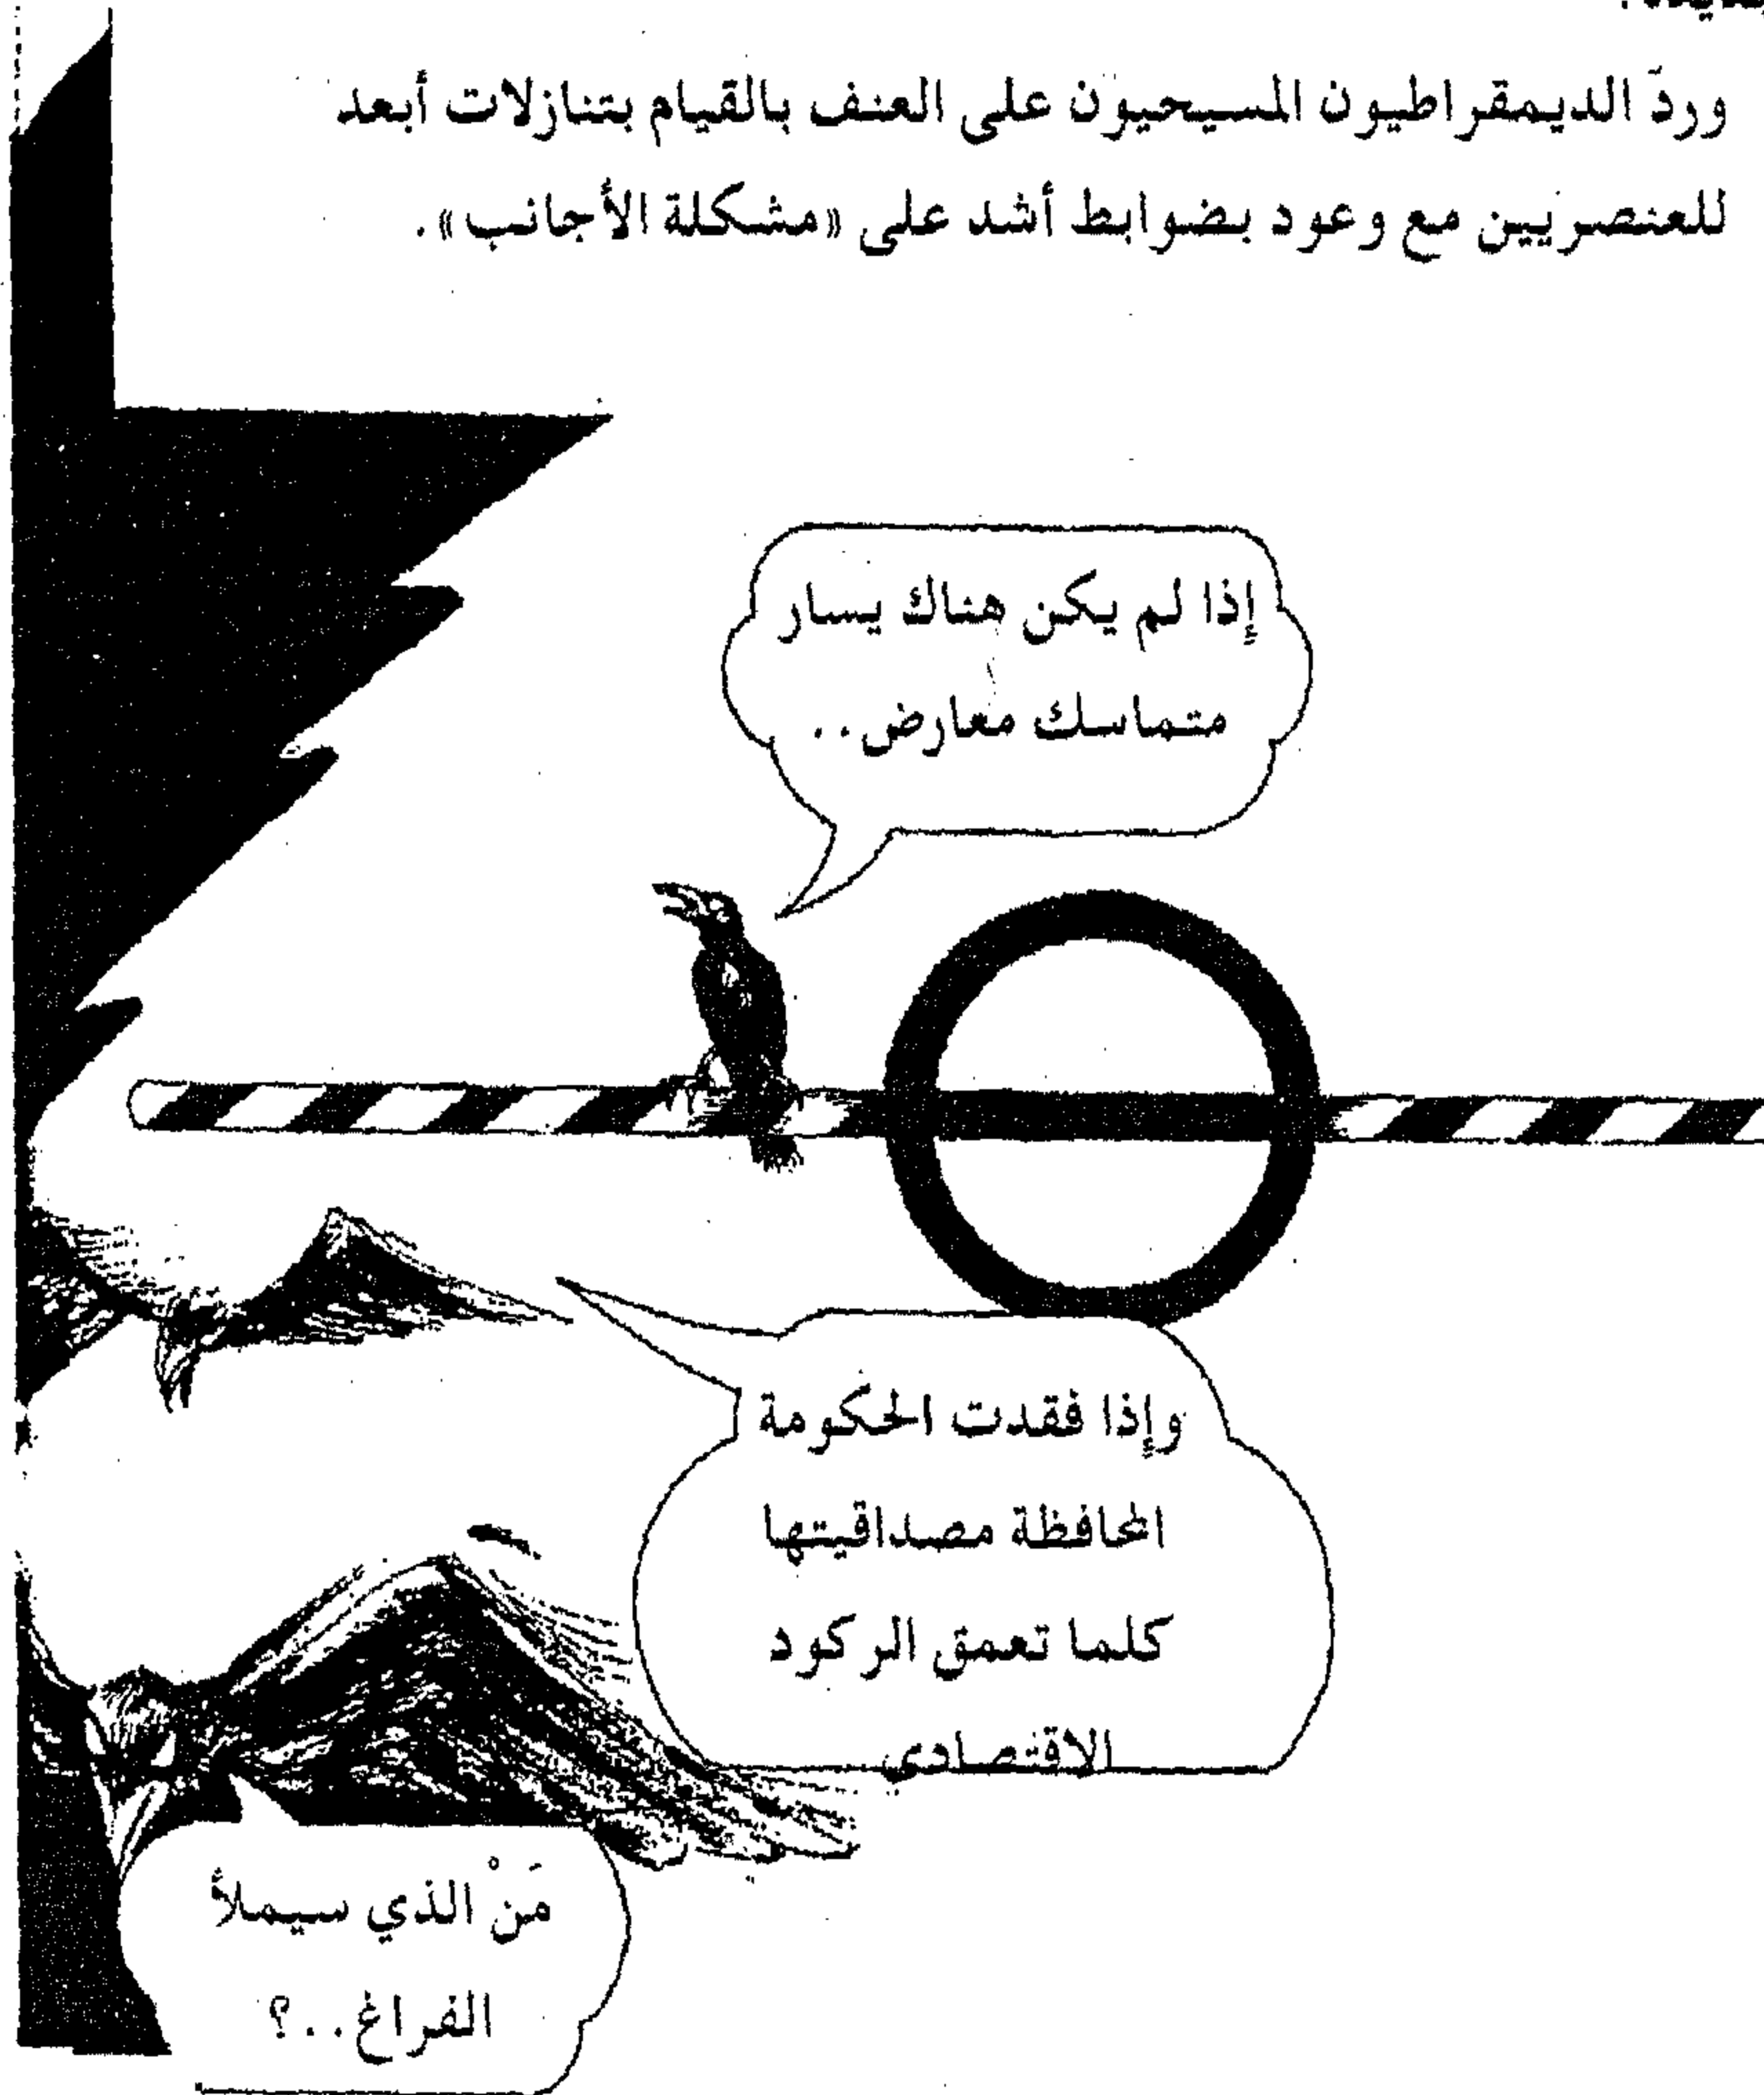 وردّ الديمقراطيون المسيحيون على العنف بالقيام بتنازلات أبعد
للعنصريين مع وعود بضوابط أشد على «مشكلة الأجانب».
إذا لم يكن هناك يسار
متماسك معارض..
وإذا فقدت الحكومة
المحافظة مصداقيتها
كلما تعمق الركود
الاقتصادي
مَنْ الذي سيملأ
الفراغ..؟